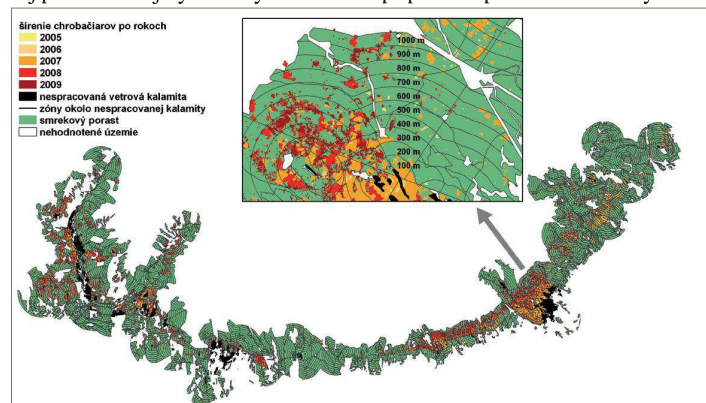 šírenie chrobačiarov po rokoch
2005
2006
2007
2008
2009
nespracovaná vetrová kalamita
zóny okolo nespracovanej kalamity
smrekový porast
nehodnotené územie
1000 m
900 m
800 m
700 m
600 m
500 m
400 m
300 m
200 m
100 m